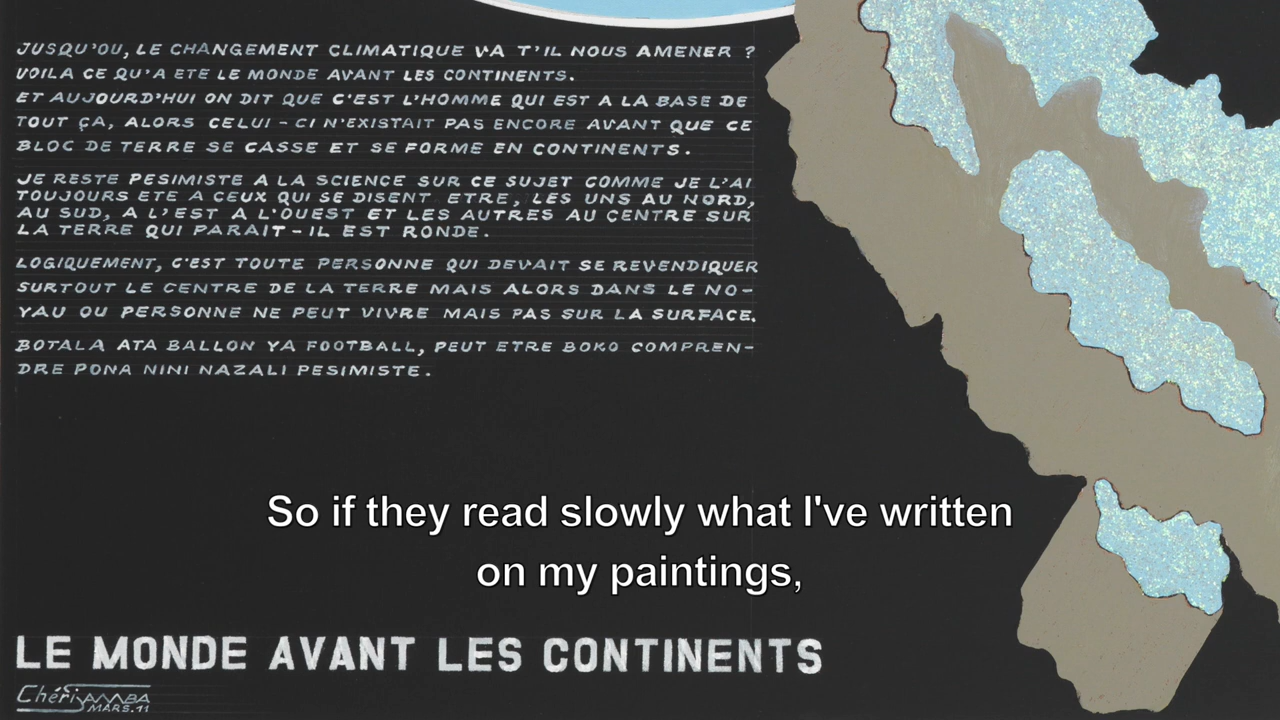 JUSQU'OU, LE CHANGEMENT CLIMATIQUE VA T'IL NOUS AMENER ?
VOILA CE QU'A ETE LE MONDE AVANT LES CONTINENTS.
ET AUJOURD'HUI ON DIT QUE C'EST L'HOMME QUI EST A LA BASE DE
TOUT ÇA, ALORS CELUI-CI N'EXISTAIT PAS ENCORE AVANT QUE CE
BLOC DE TERRE SE CASSE ET SE FORME EN CONTINENTS.
JE RESTE PESIMISTE A LA SCIENCE SUR CE SUJET COMME JE L'AI
TOUJOURS ETE A CEUX QUI SE DISENT ETRE, LES UNS AU NORD,
AU SUD, A L'EST A L'OUEST ET LES AUTRES AU CENTRE SUR
LA TERRE QUI PARAIT-IL EST RONDE.
LOGIQUEMENT, C'EST TOUTE PERSONNE QUI DEVAIT SE REVENDIQUER
SURTOUT LE CENTRE DE LA TERRE MAIS ALORS DANS LE NO-
YAU OU PERSONNE NE PEUT VIVRE MAIS PAS SUR LA SURFACE.
BOTALA ATA BALLON YA FOOTBALL, PEUT ETRE BOKO COMPREN-
DRE PONA NINI NAZALI PESIMISTE.
So if they read slowly what I've written
on my paintings,
LE MONDE AVANT LES CONTINENTS
Chéri SAMBA
MARS.11